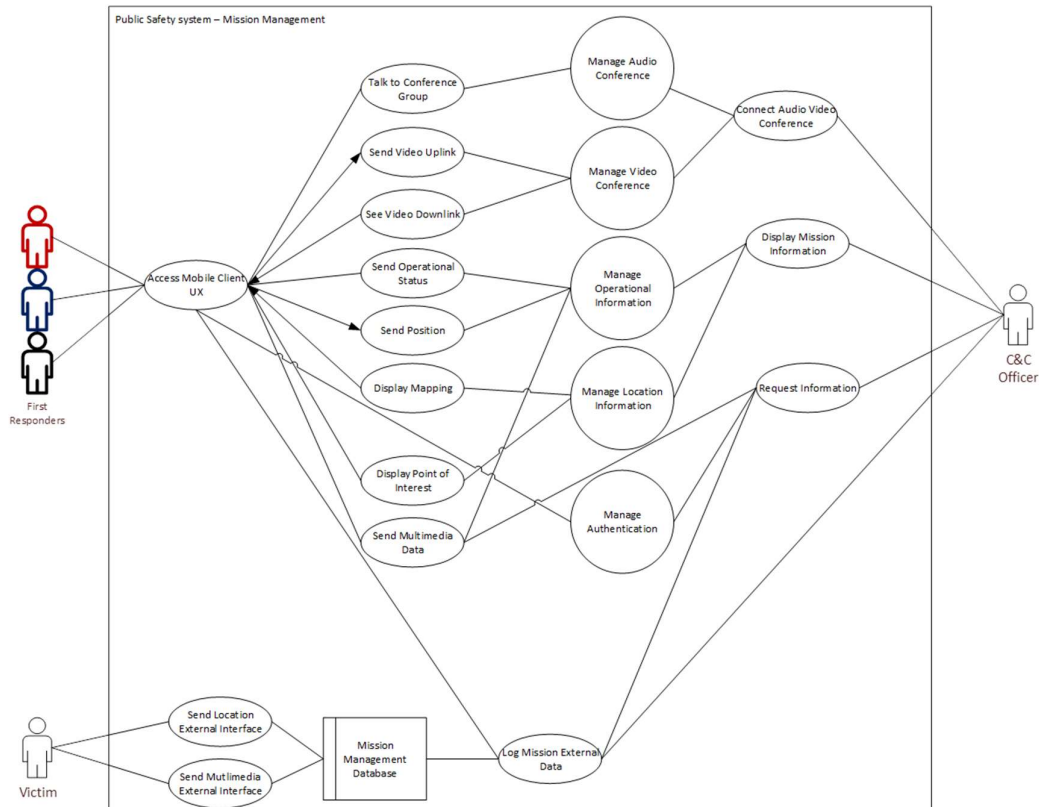 Public Safety system – Mission Management
Manage Audio
Conference
Talk to Conference
Group
Connect Audio Video
Conference
Send Video Uplink
Manage Video
Conference
See Video Downlink
Display Mission
Information
Send Operational
Status
Manage
Operational
Information
Access Mobile Client
UX
Send Position
First
Responders
C&C
Officer
Display Mapping
Manage Location
Information
Request Information
Display Point of
Interest
Manage
Authentication
Send Multimedia
Data
Send Location
External Interface
Mission
Management
Database
Log Mission External
Data
Send Mutlimedia
External Interface
Victim